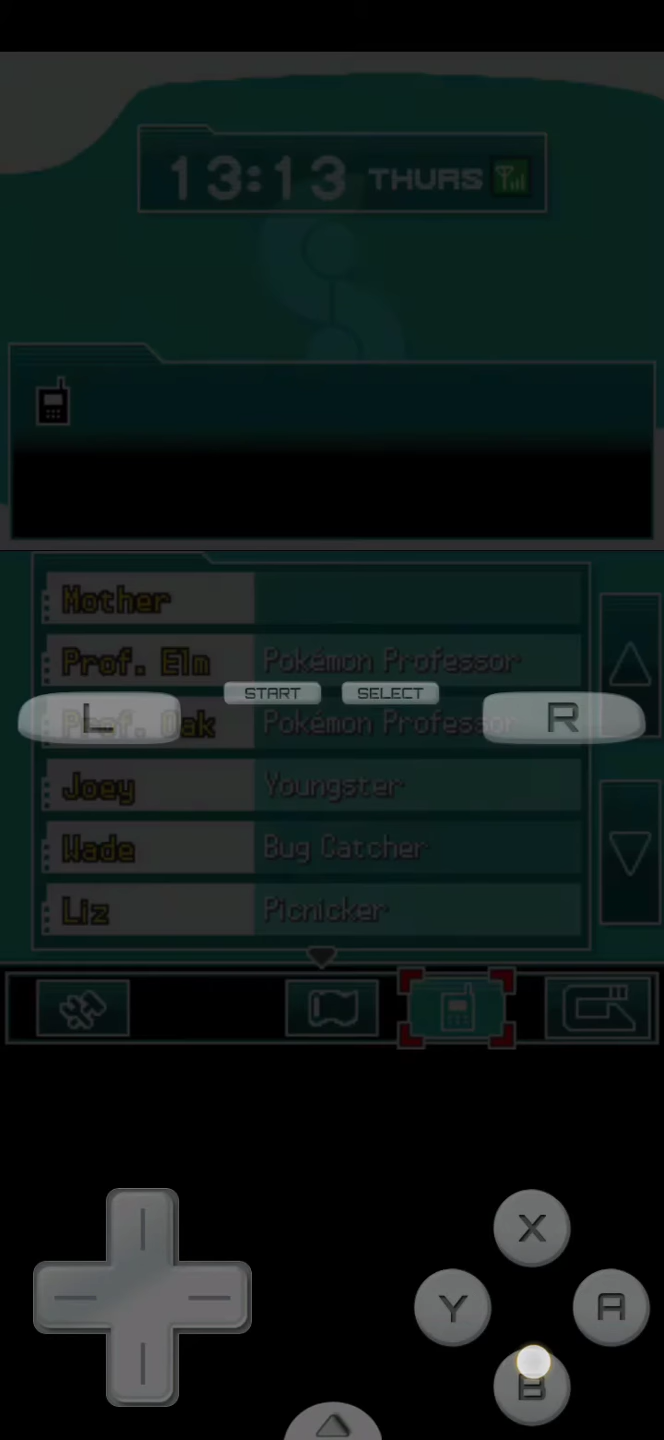 13:13 THURS
Mother
Prof. Elm Pokémon Professor
START SELECT
L R
Prof. Oak Pokémon Professor
Joey Youngster
Wade Bug Catcher
Liz Picnicker
X
Y A
B